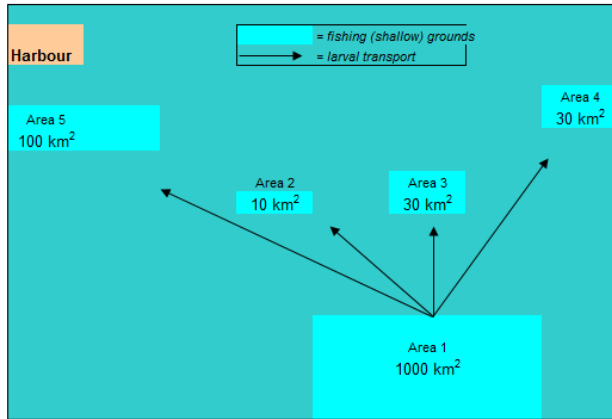 = fishing (shallow) grounds
= larval transport
Harbour
Area 4
30 km²
Area 5
100 km²
Area 2
10 km²
Area 3
30 km²
Area 1
1000 km²